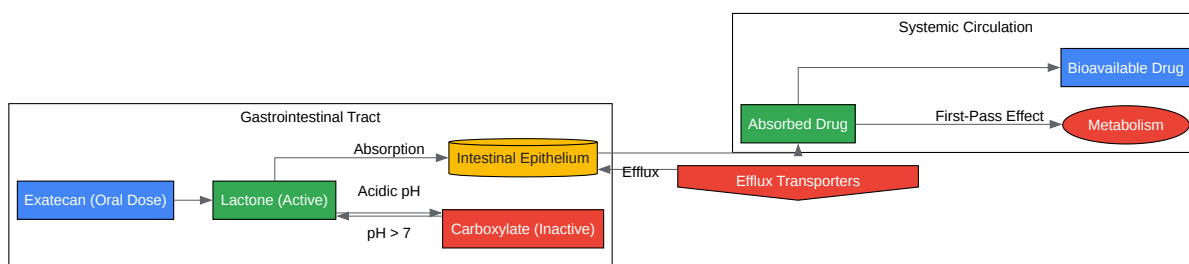 Systemic Circulation
Bioavailable Drug
Gastrointestinal Tract
Absorbed Drug
First-Pass Effect
Metabolism
Absorption
Intestinal Epithelium
Efflux
Efflux Transporters
Exatecan (Oral Dose)
Lactone (Active)
Acidic pH
Carboxylate (Inactive)
pH > 7